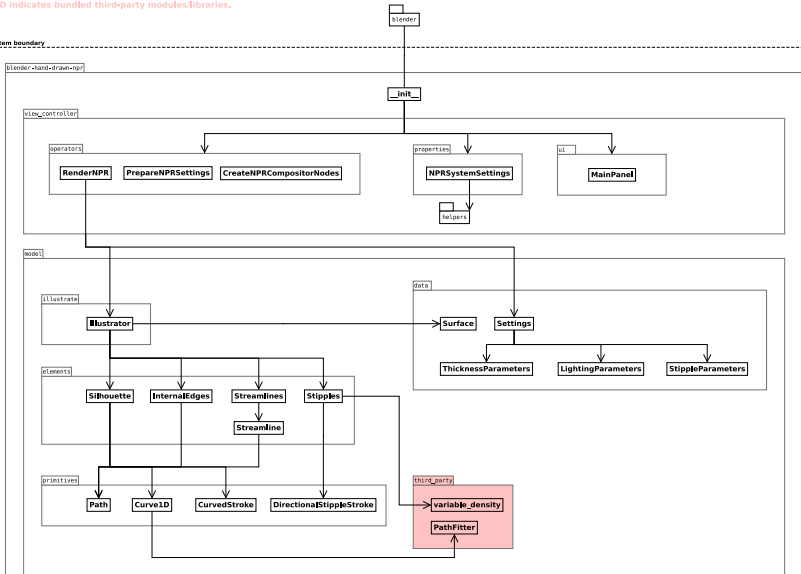 D indicates bundled third-party modules/libraries.
blender
tem boundary
blender-hand-drawn-npr
__init__
view_controller
operators
properties
ui
RenderNPR
PrepareNPRSettings
CreateNPRCompositorNodes
NPRSystemSettings
MainPanel
helpers
model
data
illustrate
Illustrator
Surface
Settings
ThicknessParameters
LightingParameters
StippleParameters
elements
Silhouette
InternalEdges
Streamlines
Stipples
Streamline
primitives
third_party
Path
Curve1D
CurvedStroke
DirectionalStippleStroke
variable_density
PathFitter